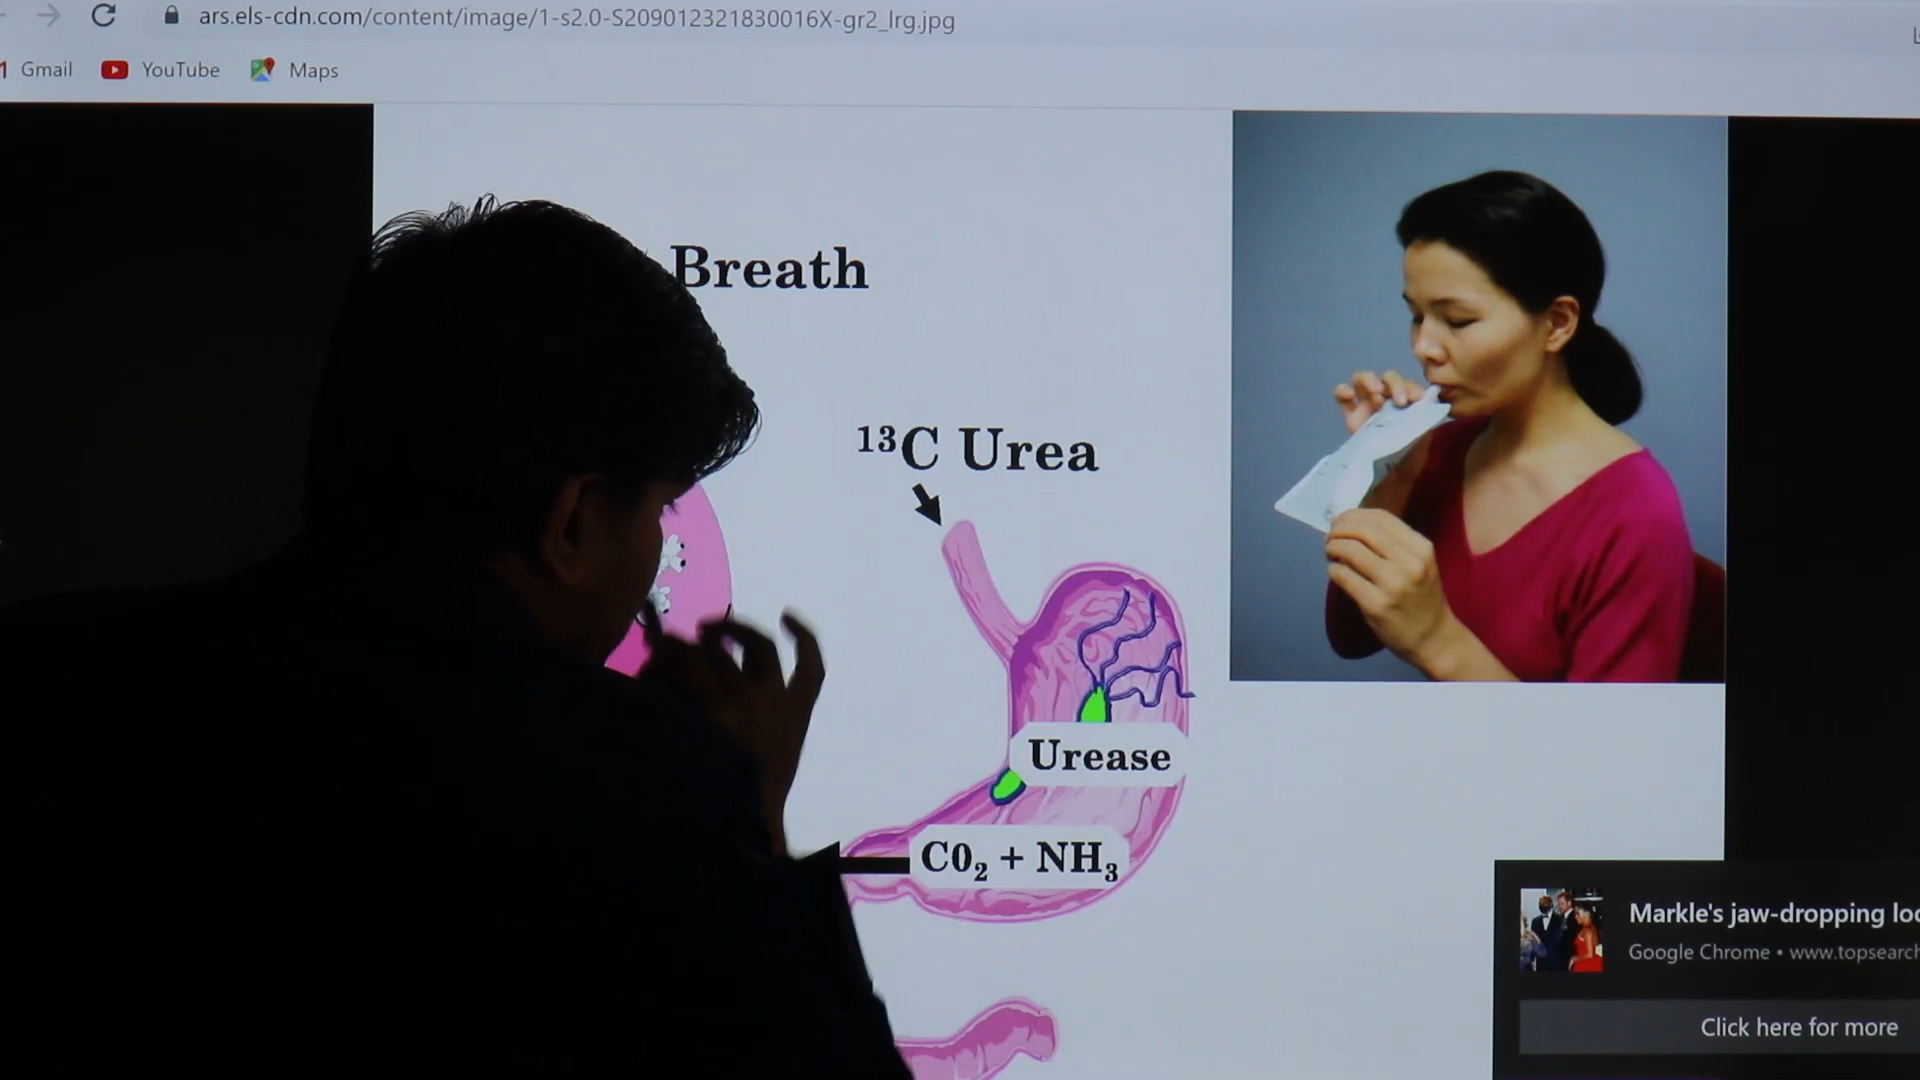 ars.els-cdn.com/content/image/1-s2.0-S209012321830016X-gr2_lrg.jpg
Gmail YouTube Maps
Breath
¹³C Urea
Urease
C0₂ + NH₃
Markle's jaw-dropping
Google Chrome • www.topsearch
Click here for more